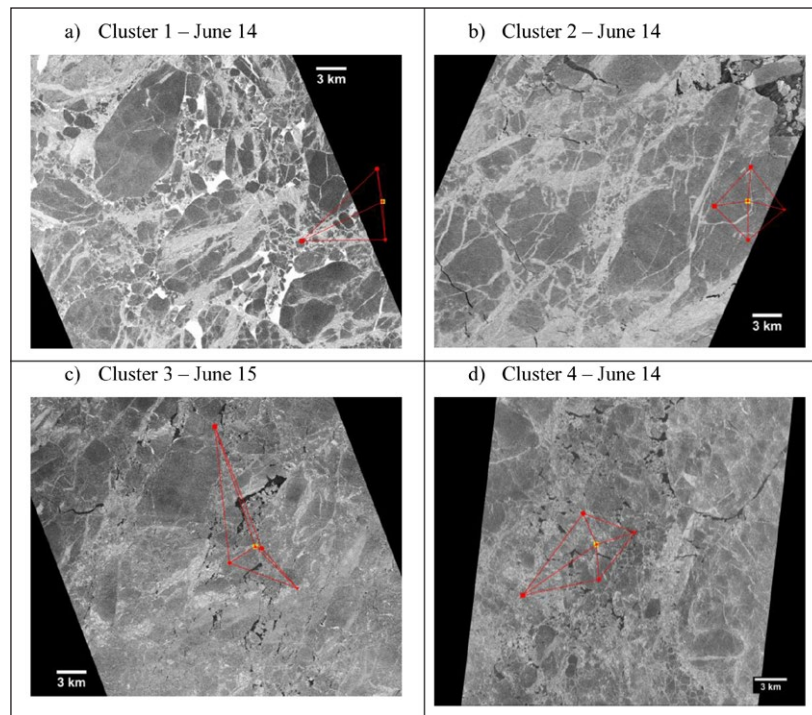 a) Cluster 1 – June 14
3 km
b) Cluster 2 – June 14
3 km
c) Cluster 3 – June 15
3 km
d) Cluster 4 – June 14
3 km